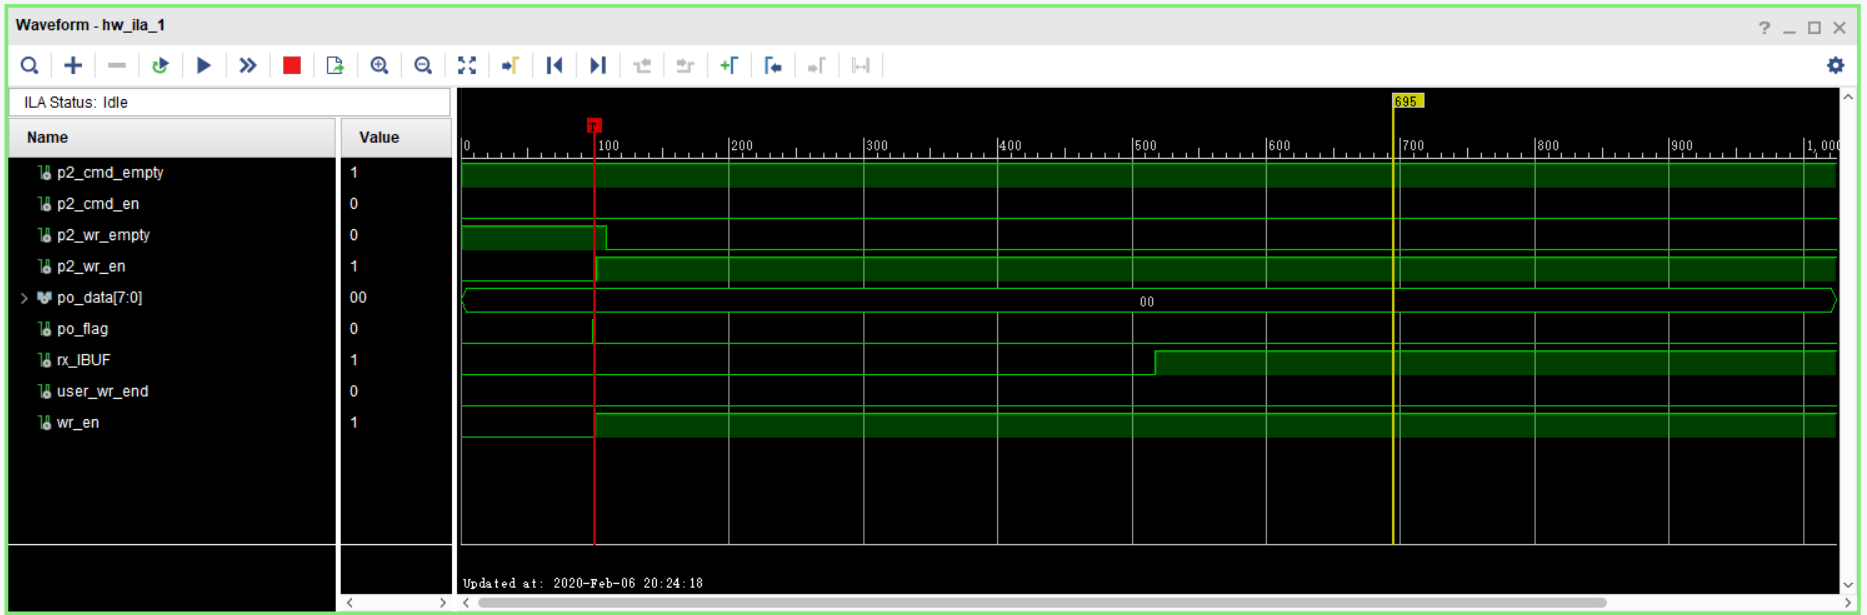 Waveform - hw_ila_1
ILA Status: Idle
Name Value
695
T
0 100 200 300 400 500 600 700 800 900 1,000
p2_cmd_empty 1
p2_cmd_en 0
p2_wr_empty 0
p2_wr_en 1
po_data[7:0] 00 00
po_flag 0
rx_IBUF 1
user_wr_end 0
wr_en 1
Updated at: 2020-Feb-06 20:24:18